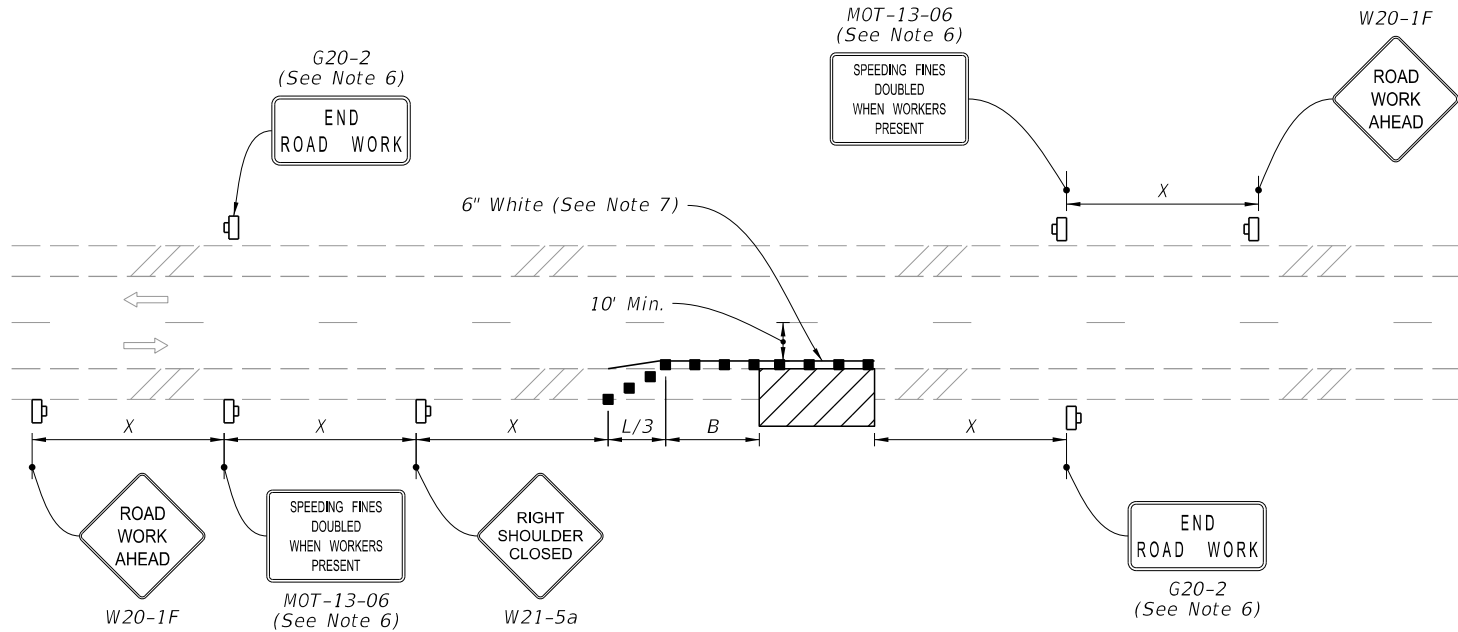 MOT-13-06
(See Note 6)
W20-1F
G20-2
(See Note 6)
SPEEDING FINES
DOUBLED
WHEN WORKERS
PRESENT
ROAD
WORK
AHEAD
END
ROAD WORK
6" White (See Note 7)
X
10' Min.
X
X
X
L/3
B
X
ROAD
WORK
AHEAD
SPEEDING FINES
DOUBLED
WHEN WORKERS
PRESENT
RIGHT
SHOULDER
CLOSED
END
ROAD WORK
W20-1F
MOT-13-06
(See Note 6)
W21-5a
G20-2
(See Note 6)